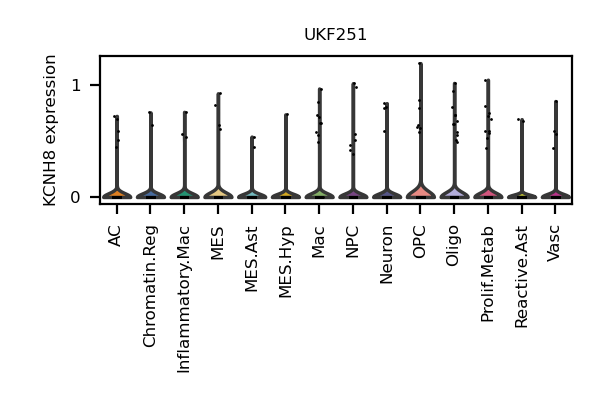 UKF251
KCNH8 expression
1
0
AC
Chromatin.Reg
Inflammatory.Mac
MES
MES.Ast
MES.Hyp
Mac
NPC
Neuron
OPC
Oligo
Prolif.Metab
Reactive.Ast
Vasc